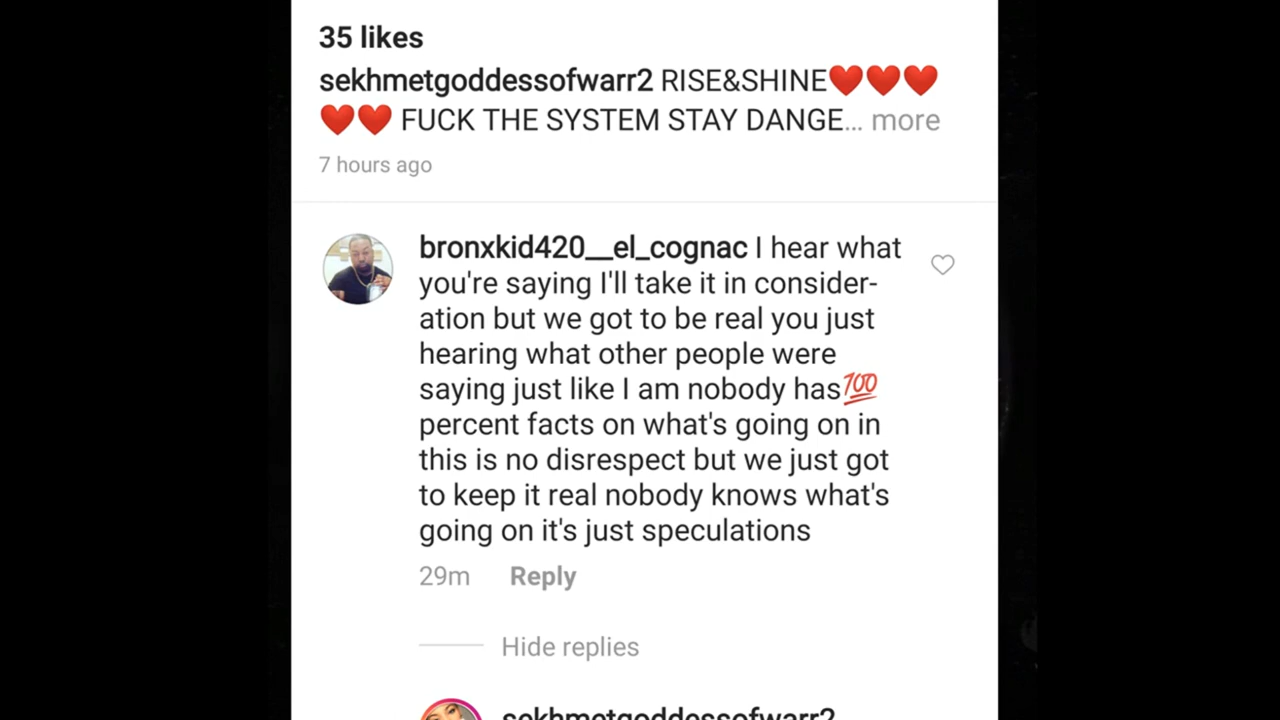 35 likes
sekhmetgoddessofwarr2 RISE&SHINE❤️❤️❤️
❤️❤️ FUCK THE SYSTEM STAY DANGE... more
7 hours ago
bronxkid420__el_cognac I hear what
you're saying I'll take it in consider-
ation but we got to be real you just
hearing what other people were
saying just like I am nobody has💯
percent facts on what's going on in
this is no disrespect but we just got
to keep it real nobody knows what's
going on it's just speculations
29m Reply
Hide replies
sekhmetgoddessofwarr2